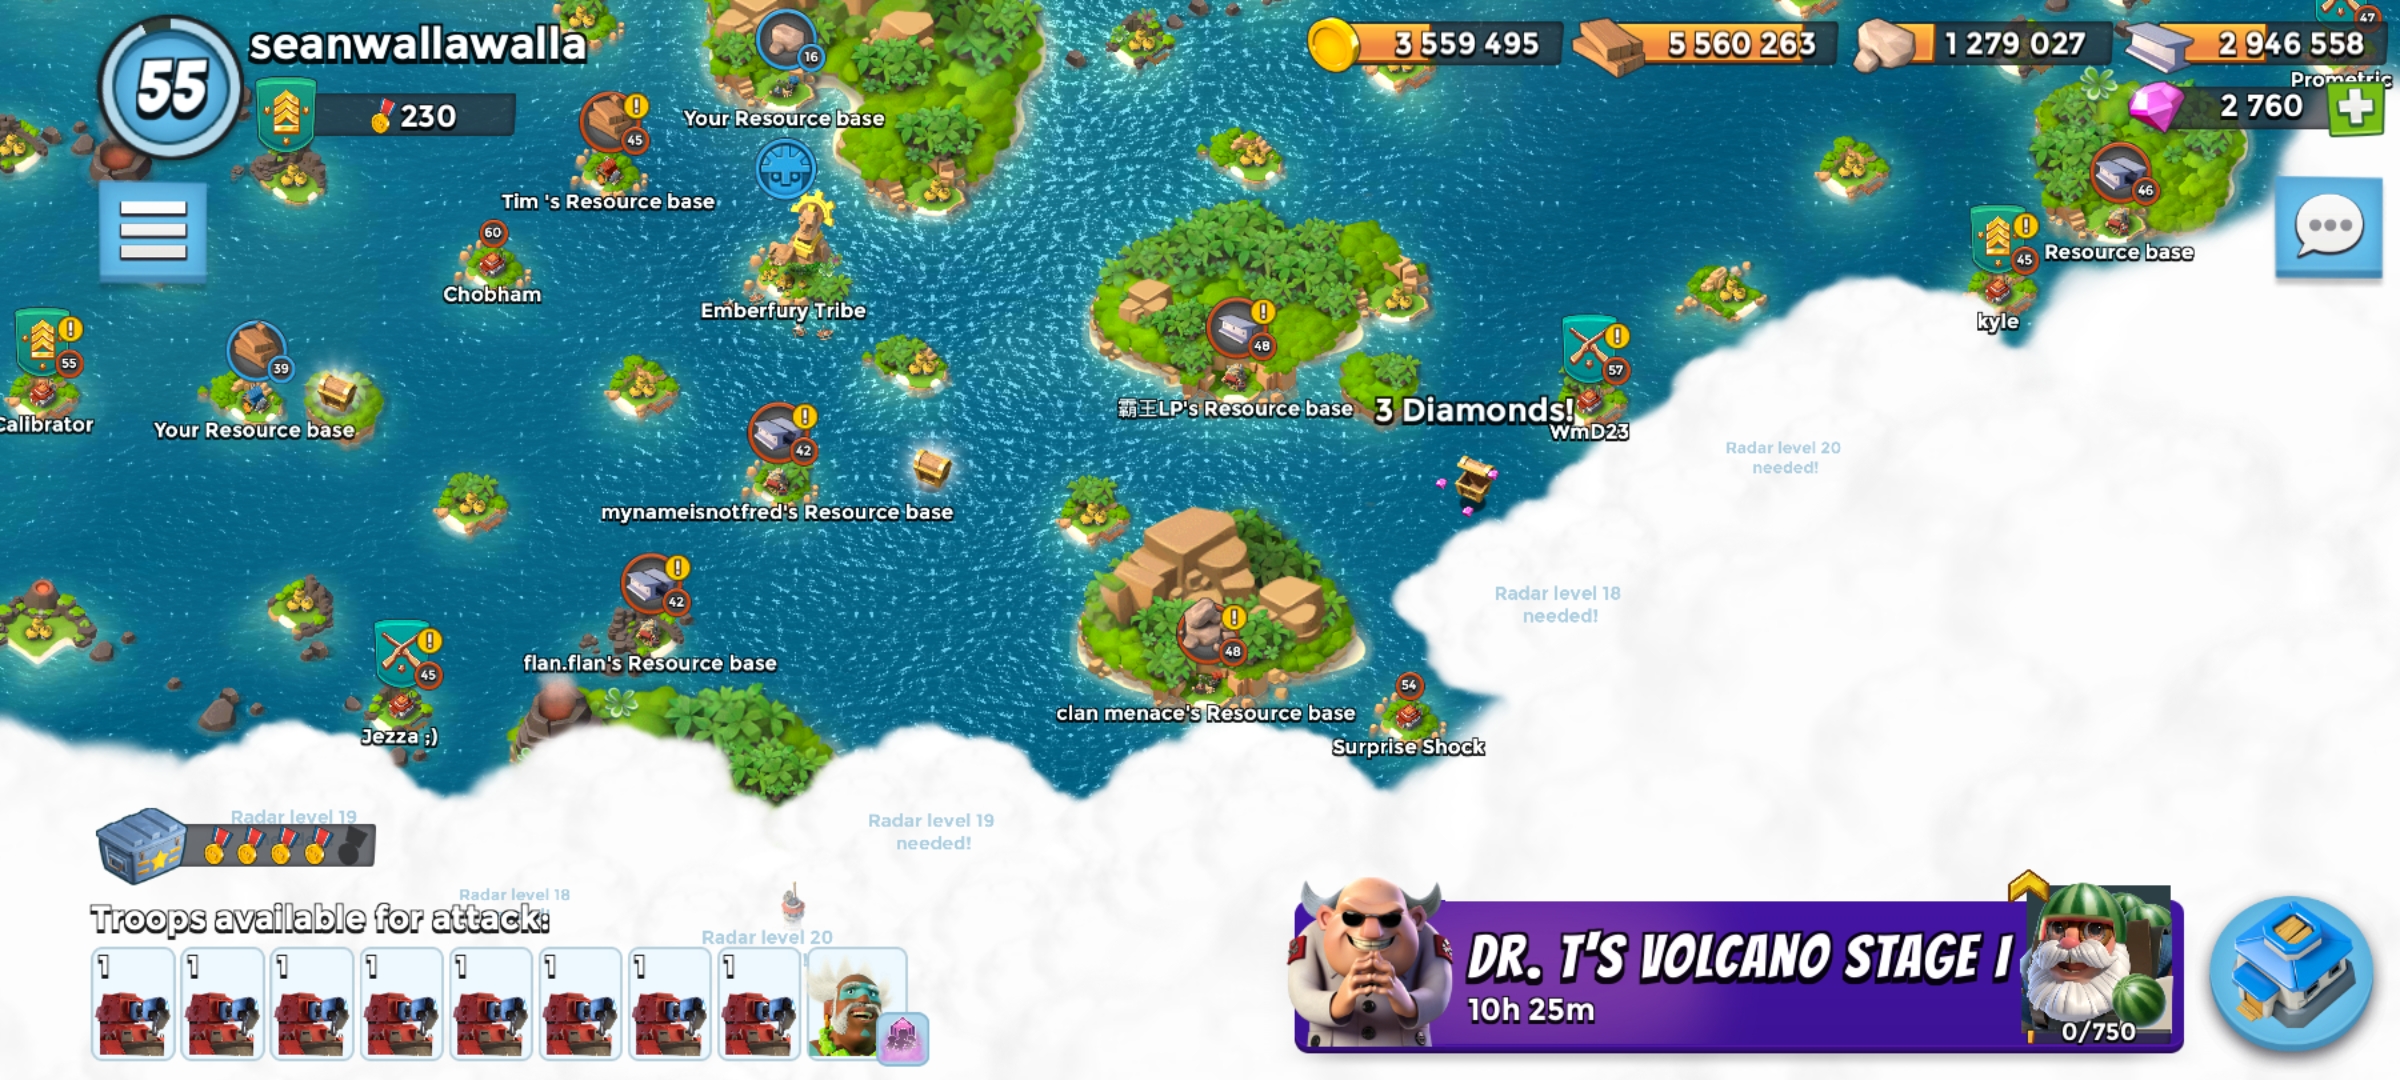 55
seanwallawalla
230
3 559 495
5 560 263
1 279 027
2 946 558
47
Prometric
2 760
16
Your Resource base
45
Tim 's Resource base
60
Chobham
Emberfury Tribe
46
Resource base
45
kyle
55
Calibrator
39
Your Resource base
48
霸王LP's Resource base
3 Diamonds!
57
WmD23
42
mynameisnotfred's Resource base
Radar level 20
needed!
42
flan.flan's Resource base
Radar level 18
needed!
45
Jezza ;)
48
clan menace's Resource base
54
Surprise Shock
Radar level 19
Radar level 19
needed!
Radar level 18
Troops available for attack:
Radar level 20
1
1
1
1
1
1
1
1
DR. T'S VOLCANO STAGE I
10h 25m
0/750